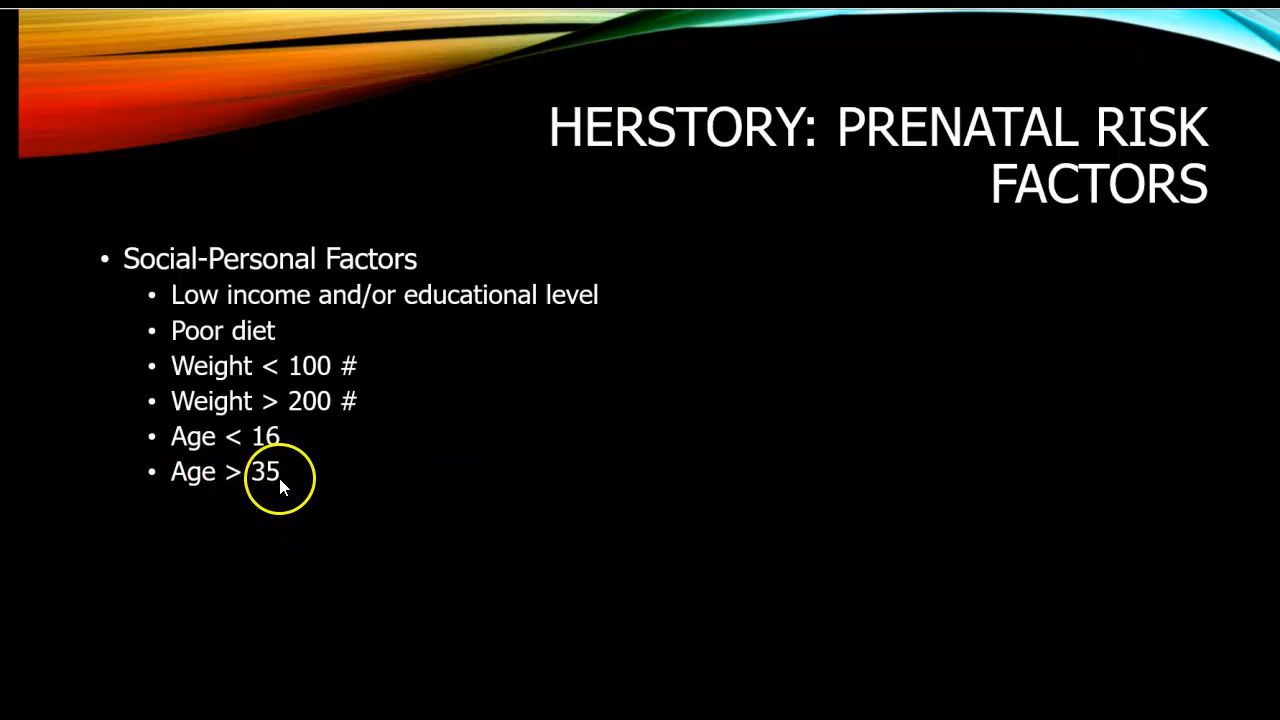 HERSTORY: PRENATAL RISK
FACTORS
• Social-Personal Factors
• Low income and/or educational level
• Poor diet
• Weight < 100 #
• Weight > 200 #
• Age < 16
• Age > 35